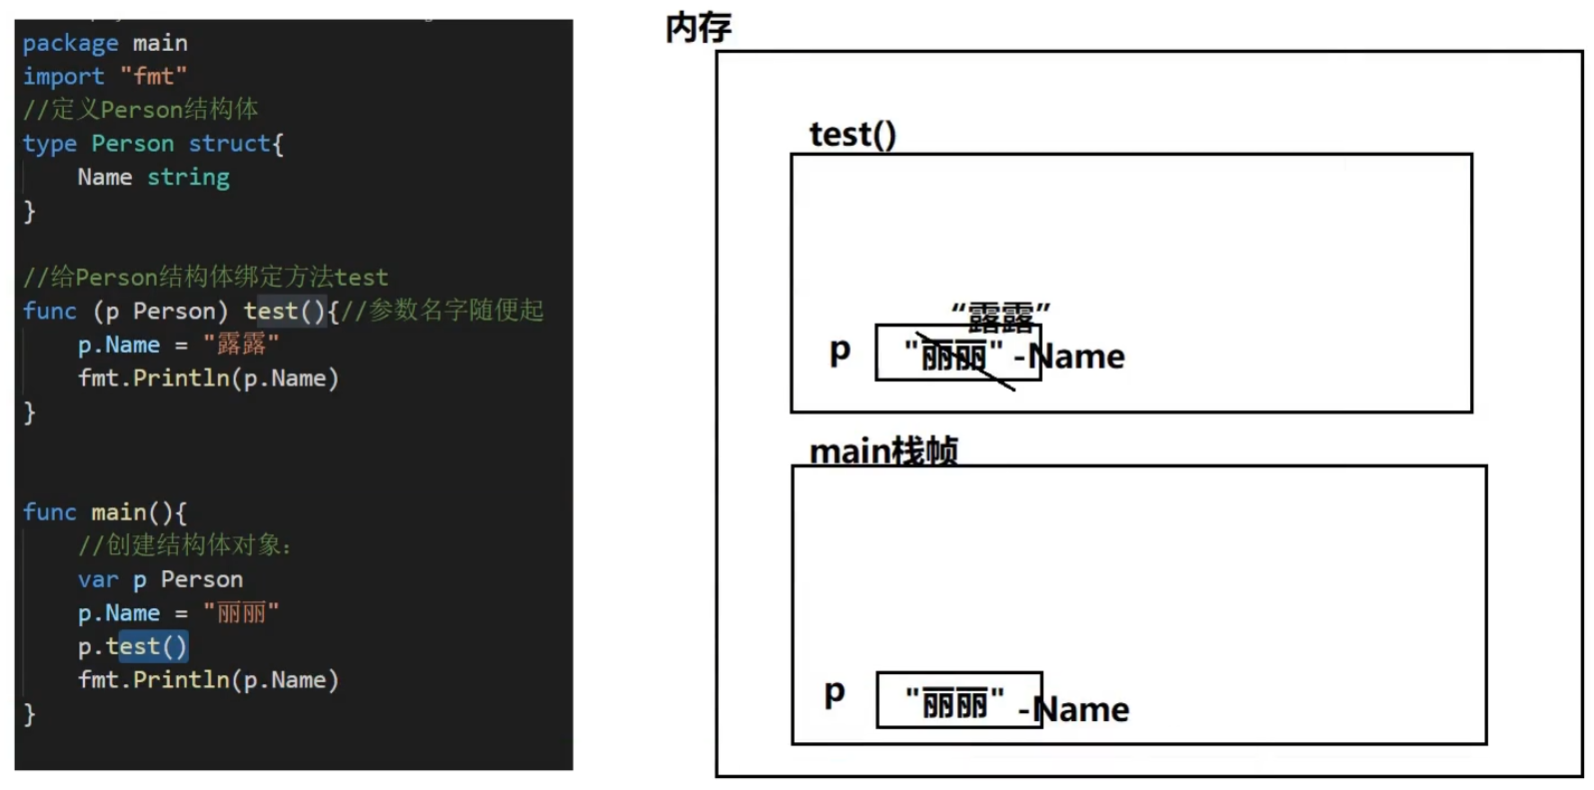 package main
import "fmt"
//定义Person结构体
type Person struct{
    Name string
}
//给Person结构体绑定方法test
func (p Person) test(){//参数名字随便起
    p.Name = "露露"
    fmt.Println(p.Name)
}
func main(){
    //创建结构体对象：
    var p Person
    p.Name = "丽丽"
    p.test()
    fmt.Println(p.Name)
}
内存
test()
“露露”
p "丽丽" -Name
main栈帧
p "丽丽" -Name